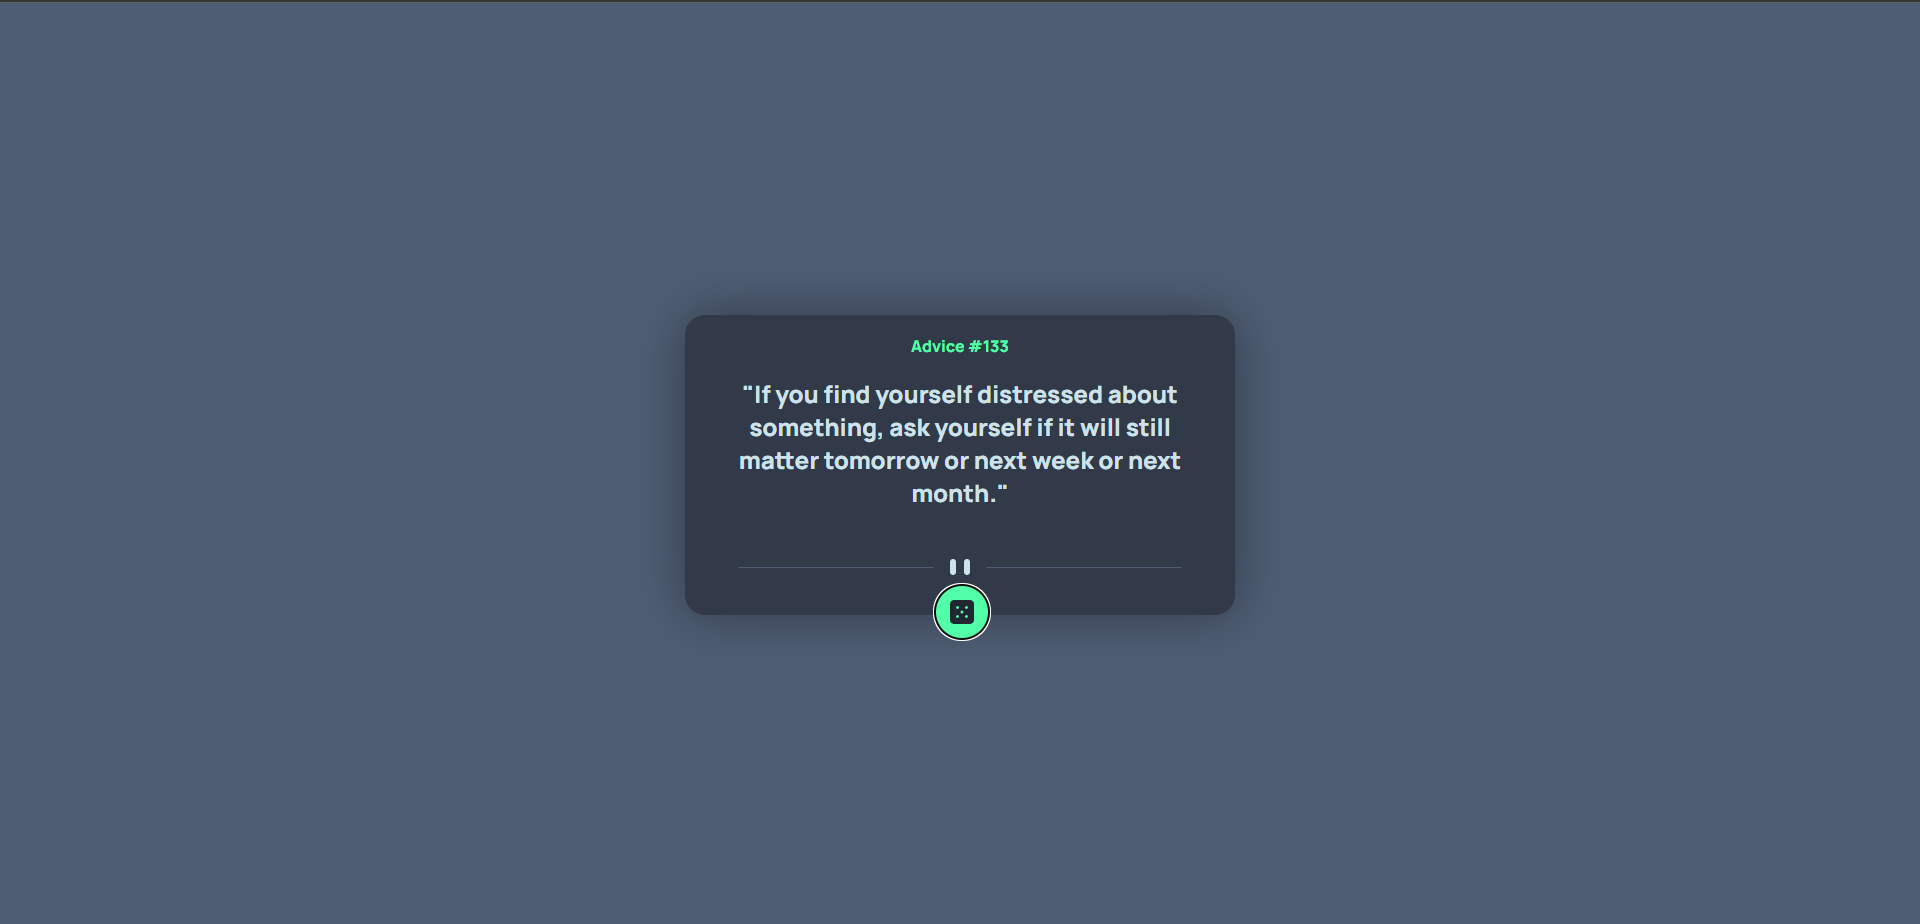 Advice #133
"If you find yourself distressed about
something, ask yourself if it will still
matter tomorrow or next week or next
month."